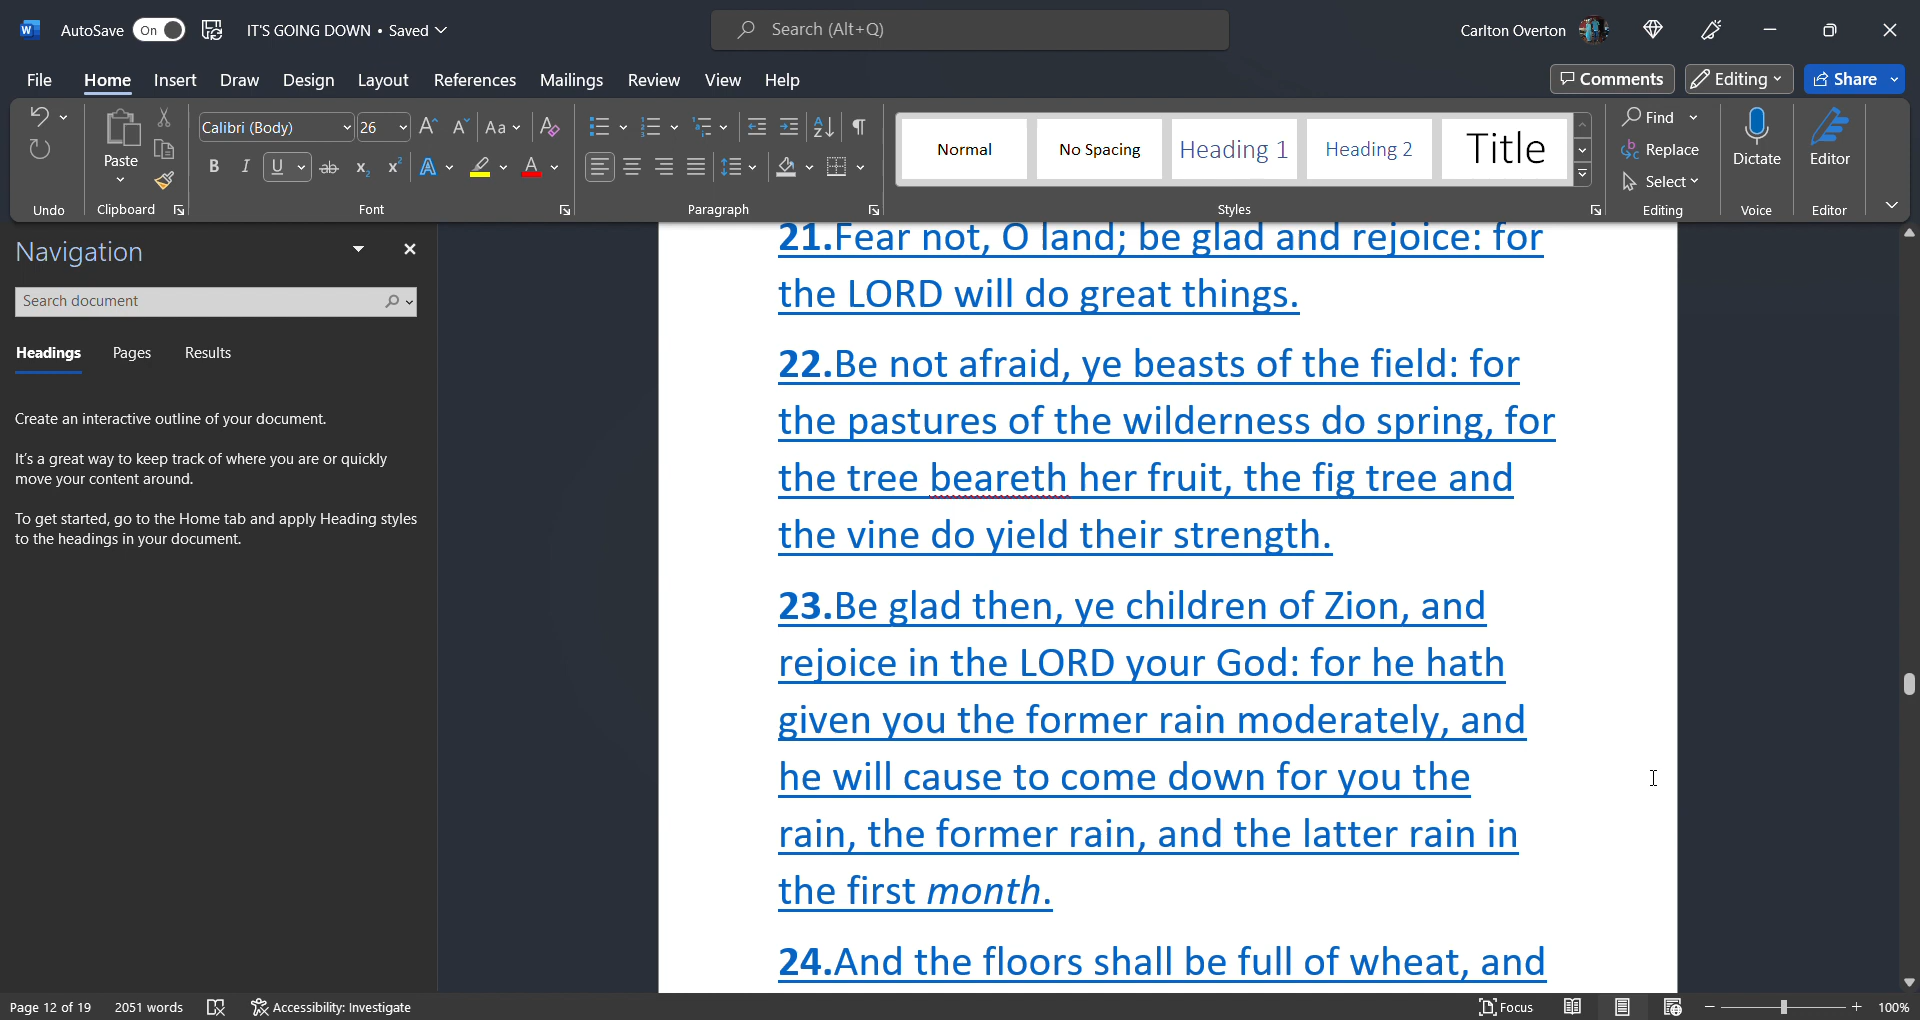 AutoSave On IT'S GOING DOWN • Saved Search (Alt+Q) Carlton Overton
File Home Insert Draw Design Layout References Mailings Review View Help Comments Editing Share
Calibri (Body) 26 Aa
Normal No Spacing Heading 1 Heading 2 Title
Find
Replace
Select
Paste
Dictate Editor
Undo Clipboard Font Paragraph Styles Editing Voice Editor
Navigation
Search document
Headings Pages Results
Create an interactive outline of your document.
It's a great way to keep track of where you are or quickly
move your content around.
To get started, go to the Home tab and apply Heading styles
to the headings in your document.
21.Fear not, O land; be glad and rejoice: for
the LORD will do great things.
22.Be not afraid, ye beasts of the field: for
the pastures of the wilderness do spring, for
the tree beareth her fruit, the fig tree and
the vine do yield their strength.
23.Be glad then, ye children of Zion, and
rejoice in the LORD your God: for he hath
given you the former rain moderately, and
he will cause to come down for you the
rain, the former rain, and the latter rain in
the first month.
24.And the floors shall be full of wheat, and
Page 12 of 19 2051 words Accessibility: Investigate Focus 100%